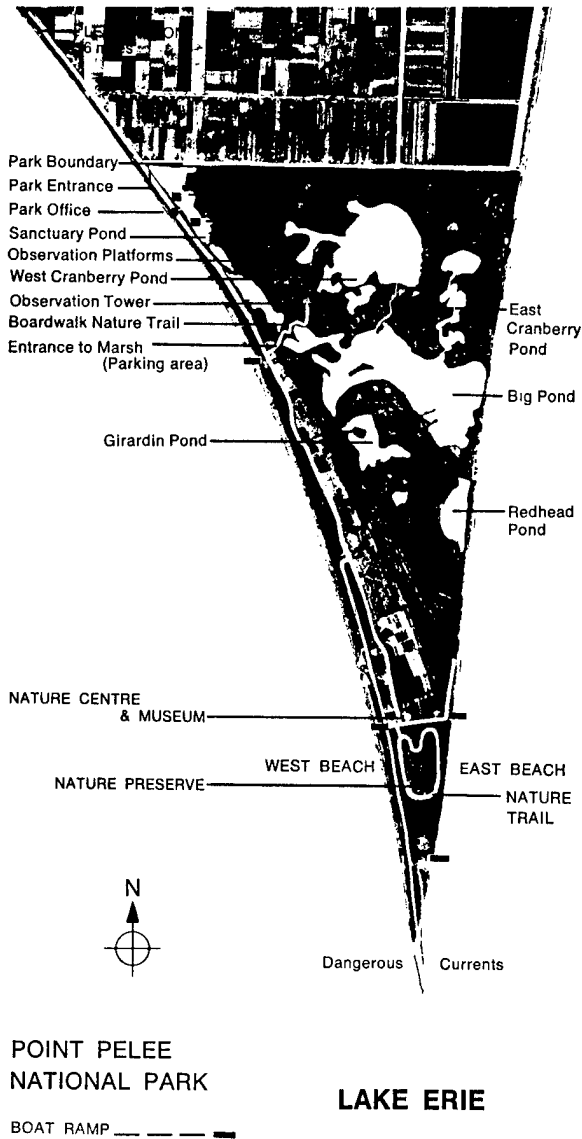 Park Boundary
Park Entrance
Park Office
Sanctuary Pond
Observation Platforms
West Cranberry Pond
Observation Tower
Boardwalk Nature Trail
Entrance to Marsh
(Parking area)
East
Cranberry
Pond
Big Pond
Girardin Pond
Redhead
Pond
NATURE CENTRE
& MUSEUM
WEST BEACH
EAST BEACH
NATURE PRESERVE
NATURE
TRAIL
N
Dangerous Currents
POINT PELEE
NATIONAL PARK
LAKE ERIE
BOAT RAMP